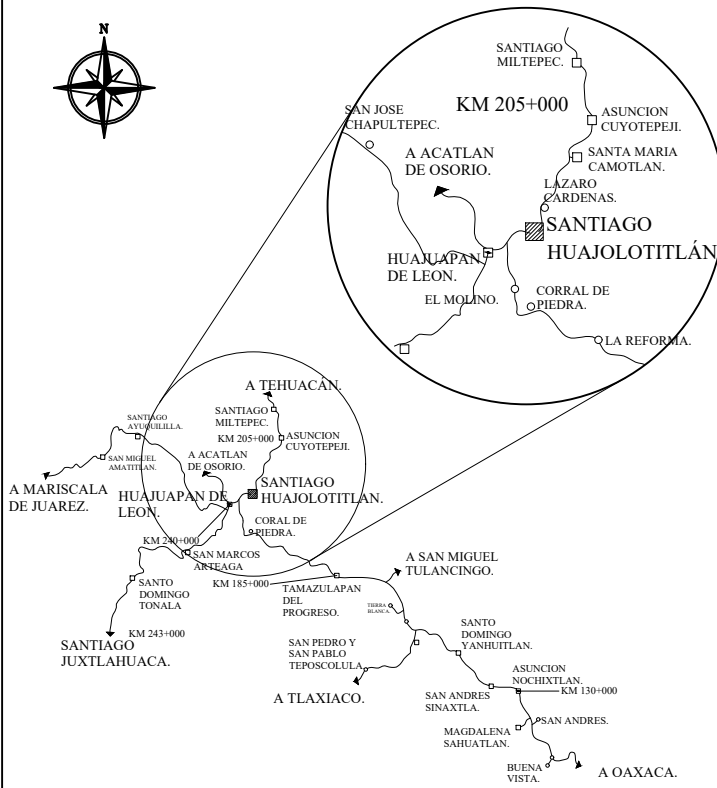 N
SANTIAGO
MILTEPEC.
KM 205+000
SAN JOSE
CHAPULTEPEC.
ASUNCION
CUYOTEPEJI.
A ACATLAN
DE OSORIO.
SANTA MARIA
CAMOTLAN.
LAZARO
CARDENAS.
SANTIAGO
HUAJOLOTITLÁN
HUAJUAPAN
DE LEON.
EL MOLINO.
CORRAL DE
PIEDRA.
LA REFORMA.
A TEHUACÁN.
SANTIAGO
MILTEPEC.
SANTIAGO
AYUQUILILLA.
KM 205+000
ASUNCION
CUYOTEPEJI.
SAN MIGUEL
AMATITLAN.
A ACATLAN
DE OSORIO.
A MARISCALA
DE JUAREZ.
SANTIAGO
HUAJOLOTITLAN.
HUAJUAPAN DE
LEON.
CORAL DE
PIEDRA.
KM 240+000
SAN MARCOS
ARTEAGA
A SAN MIGUEL
TULANCINGO.
SANTO
DOMINGO
TONALA
KM 185+000
TAMAZULAPAN
DEL
PROGRESO.
TIERRA
BLANCA.
KM 243+000
SANTIAGO
JUXTLAHUACA.
SAN PEDRO Y
SAN PABLO
TEPOSCOLULA.
SANTO
DOMINGO
YANHUITLAN.
A TLAXIACO.
ASUNCION
NOCHIXTLAN.
KM 130+000
SAN ANDRES
SINAXTLA.
SAN ANDRES.
MAGDALENA
SAHUATLAN.
BUENA
VISTA.
A OAXACA.